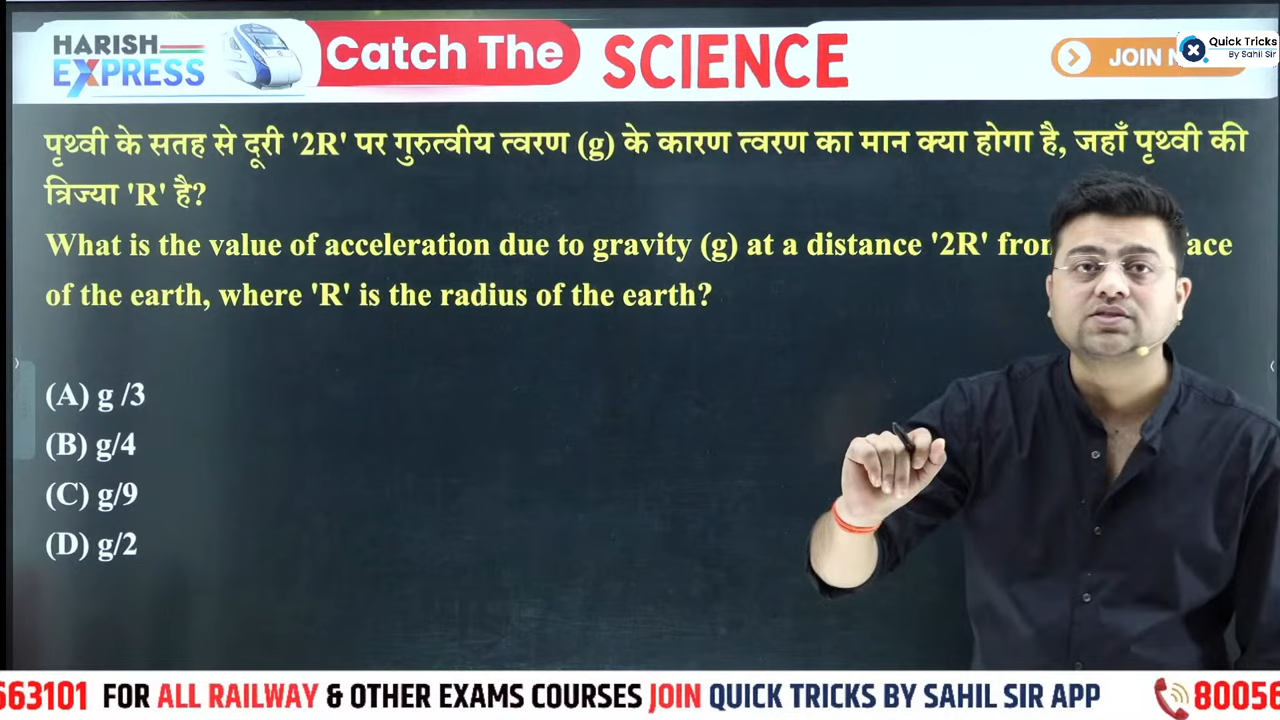 HARISH
EXPRESS
Catch The
SCIENCE
JOIN N
Quick Tricks
By Sahil Sir
पृथ्वी के सतह से दूरी '2R' पर गुरुत्वीय त्वरण (g) के कारण त्वरण का मान क्या होगा है, जहाँ पृथ्वी की
त्रिज्या 'R' है?
What is the value of acceleration due to gravity (g) at a distance '2R'
of the earth, where 'R' is the radius of the earth?
(A) g /3
(B) g/4
(C) g/9
(D) g/2
663101 FOR ALL RAILWAY & OTHER EXAMS COURSES JOIN QUICK TRICKS BY SAHIL SIR APP 80056